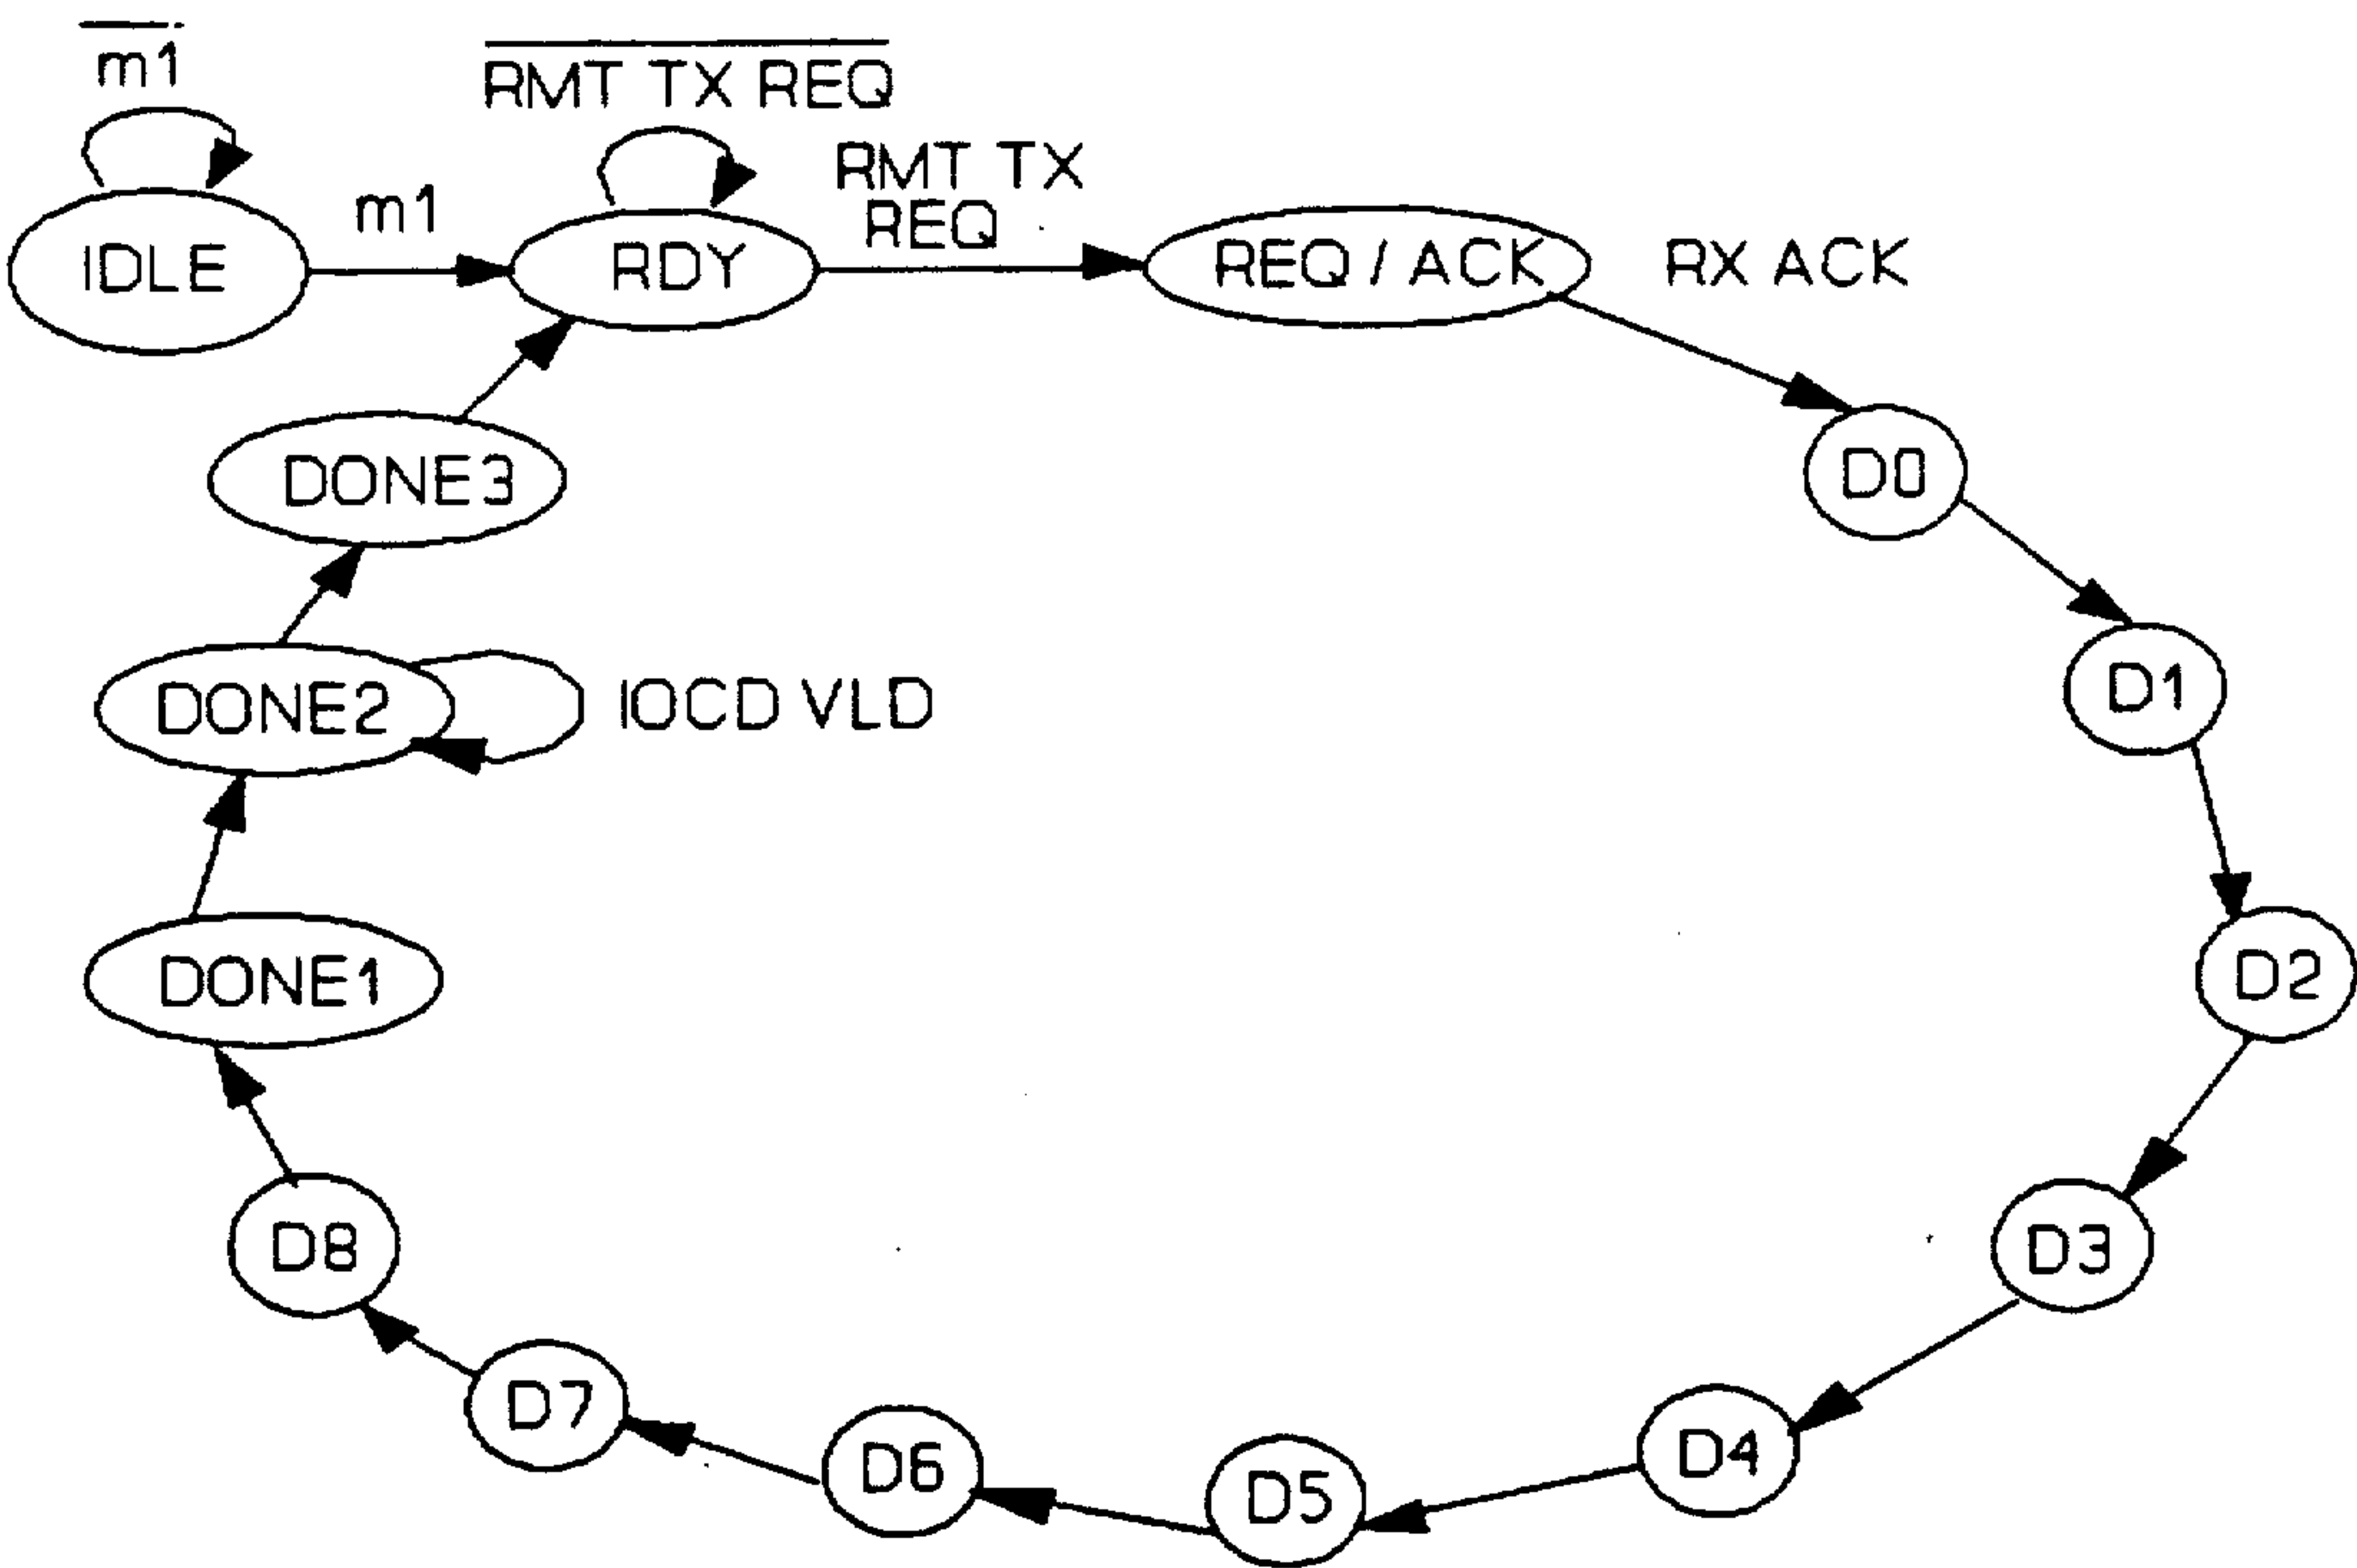 m1
RMT TX REQ
RMT TX
REQ
m1
IDLE
RDY
REQ / ACK
RX ACK
DONE3
D0
DONE2
IOCD VLD
D1
DONE1
D2
D8
D3
D7
D6
D5
D4